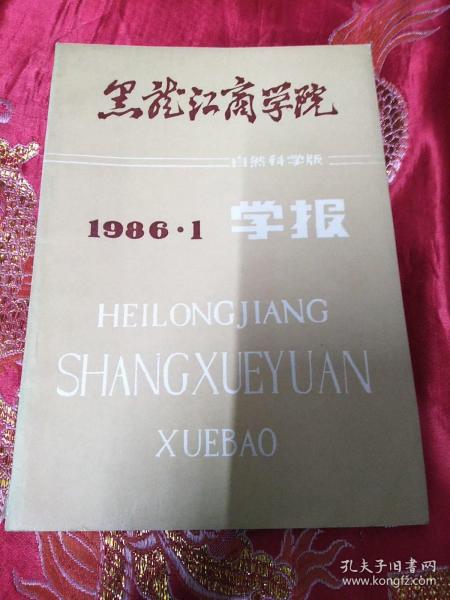 黑龙江商学院
自然科学版
1986·1 学报
HEILONGJIANG
SHANGXUEYUAN
XUEBAO
孔夫子旧书网
www.kongfz.com